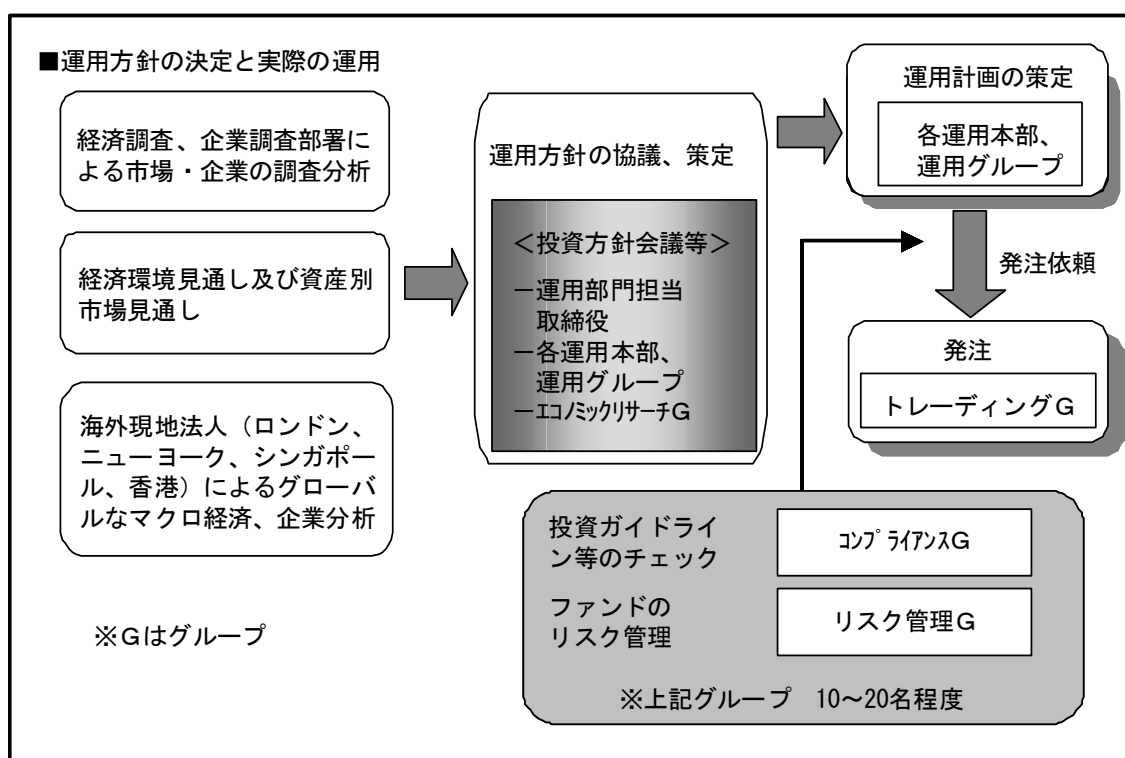 ■運用方針の決定と実際の運用
経済調査、企業調査部署に
よる市場・企業の調査分析
経済環境見通し及び資産別
市場見通し
海外現地法人（ロンドン、
ニューヨーク、シンガポー
ル、香港）によるグローバ
ルなマクロ経済、企業分析
※Gはグループ
運用方針の協議、策定
＜投資方針会議等＞
－運用部門担当
取締役
－各運用本部、
運用グループ
－ｴｺﾉﾐｯｸﾘｻｰﾁG
運用計画の策定
各運用本部、
運用グループ
発注依頼
発注
トレーディングG
投資ガイドライ
ン等のチェック
ｺﾝﾌﾟﾗｲｱﾝｽG
ファンドの
リスク管理
リスク管理G
※上記グループ　10～20名程度